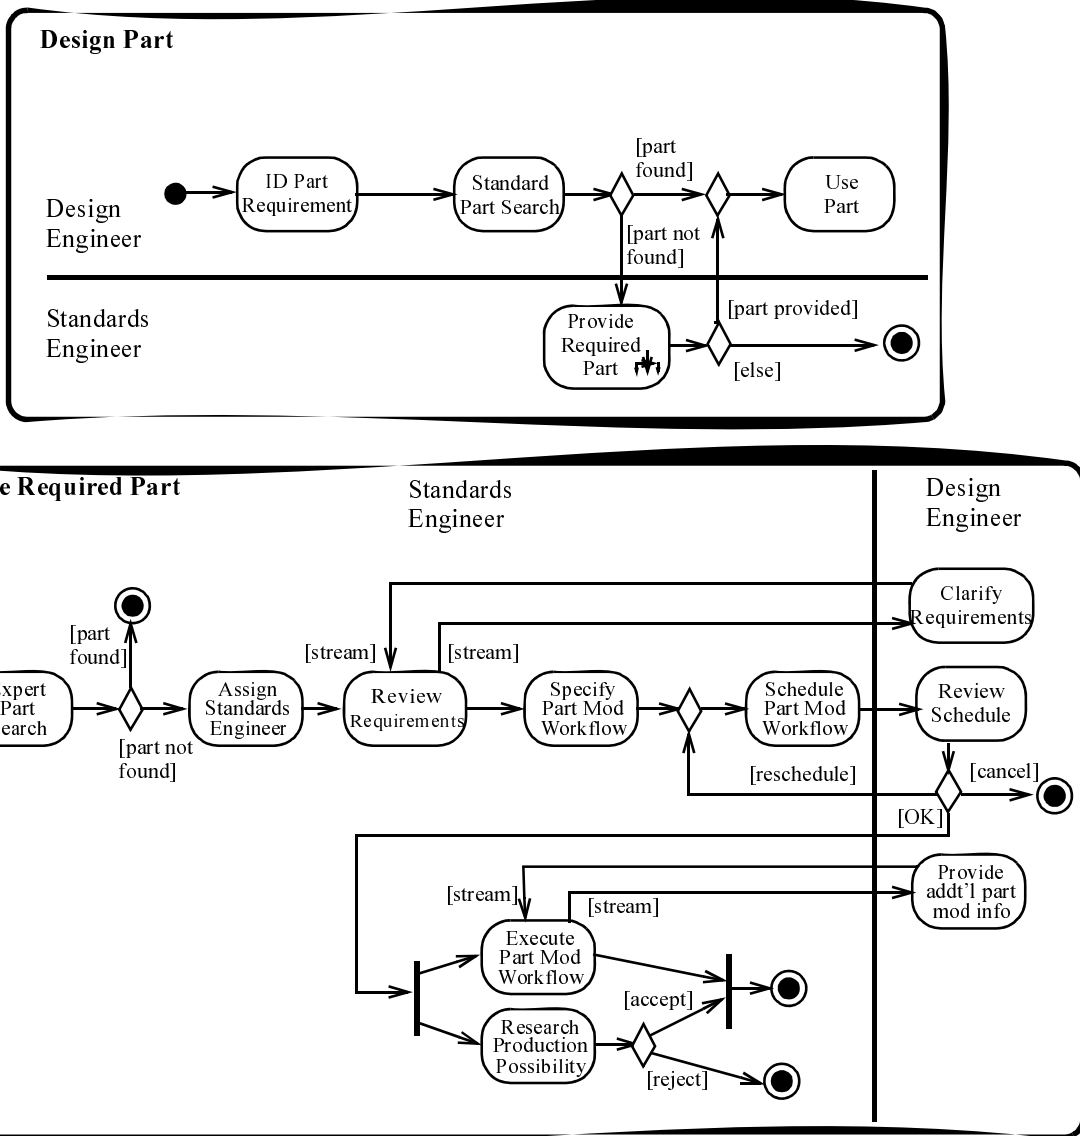 Design Part
[part
found]
ID Part
Requirement
Standard
Part Search
Use
Part
Design
Engineer
[part not
found]
Standards
Engineer
Provide
Required
Part
[part provided]
[else]
e Required Part
Standards
Engineer
Design
Engineer
Clarify
Requirements
[part
found]
[stream]
[stream]
xpert
Part
earch
Assign
Standards
Engineer
Review
Requirements
Specify
Part Mod
Workflow
Schedule
Part Mod
Workflow
Review
Schedule
[part not
found]
[reschedule]
[cancel]
[OK]
Provide
addt'l part
mod info
[stream]
[stream]
Execute
Part Mod
Workflow
[accept]
Research
Production
Possibility
[reject]